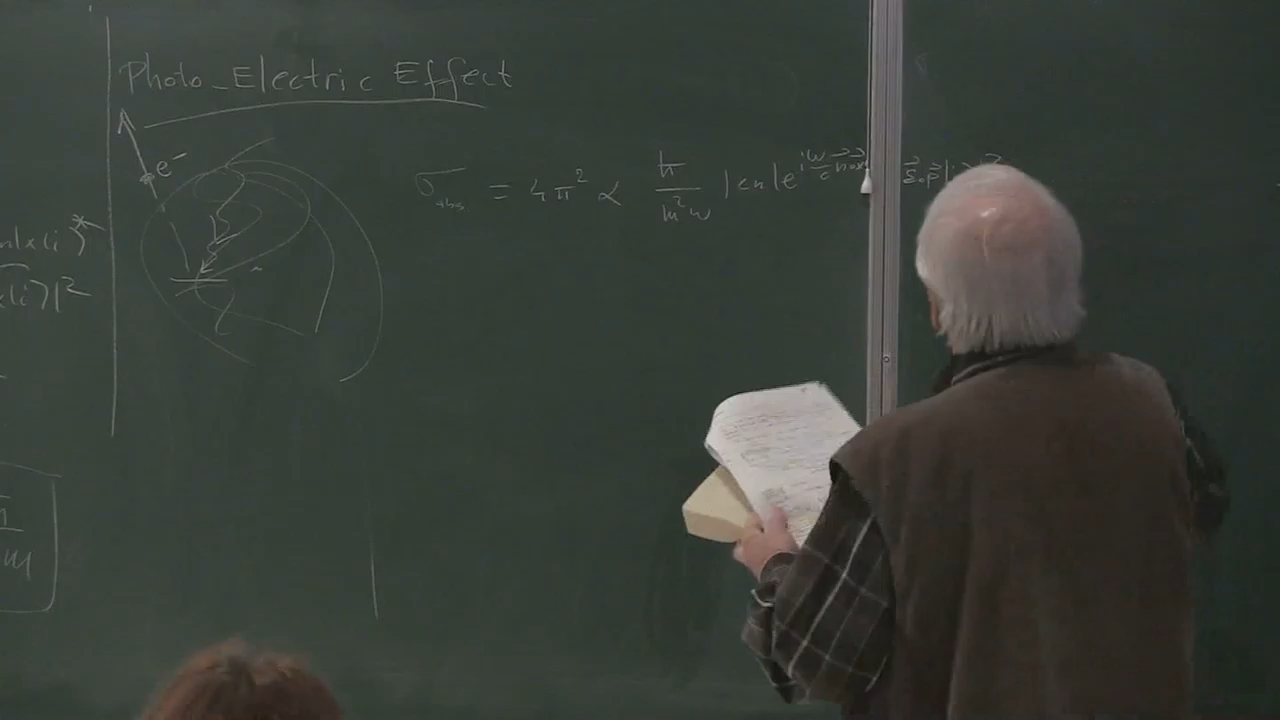 Photo-Electric Effect
e⁻
σ_abs = 4π² α ħ/(m²ω) |<n|e^{i ω/c n⃗·x⃗} ε⃗·p⃗|i>
n|x|i)*
x|i>|²
m